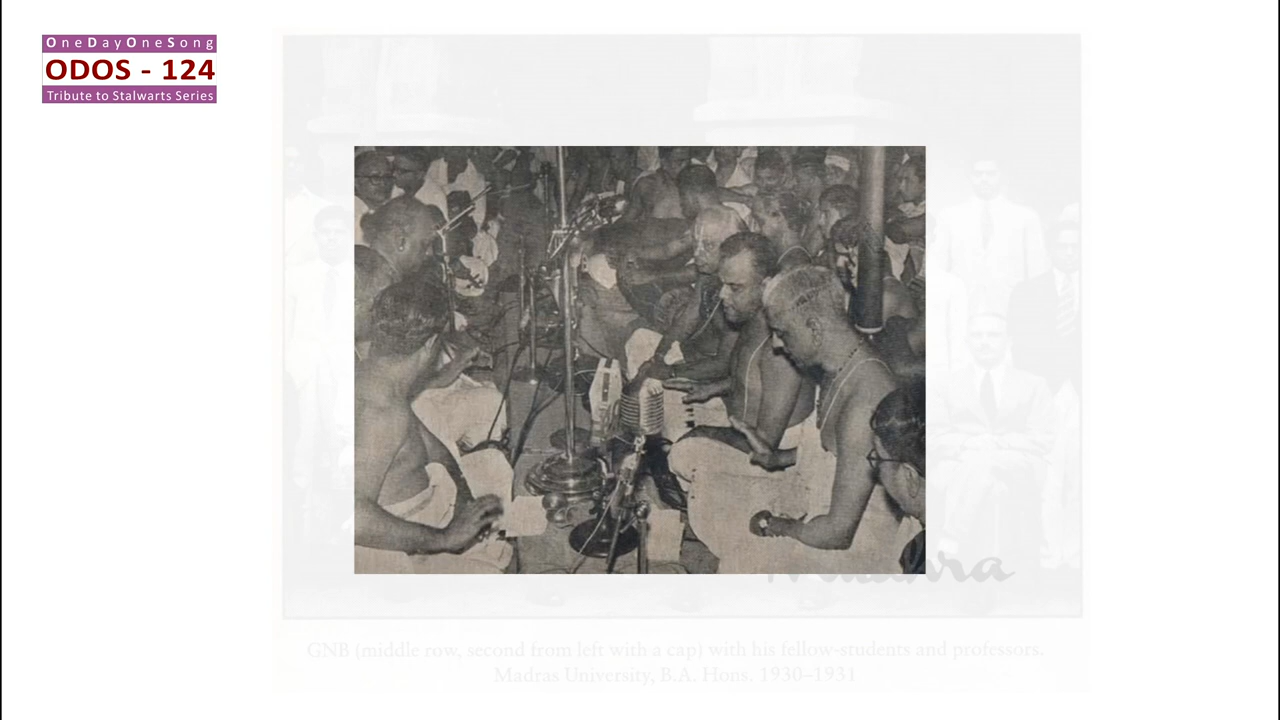 OneDayOneSong
ODOS - 124
Tribute to Stalwarts Series
GNB (middle row, second from left with a cap) with his fellow-students and professors.
Madras University, B.A. Hons. 1930–1931